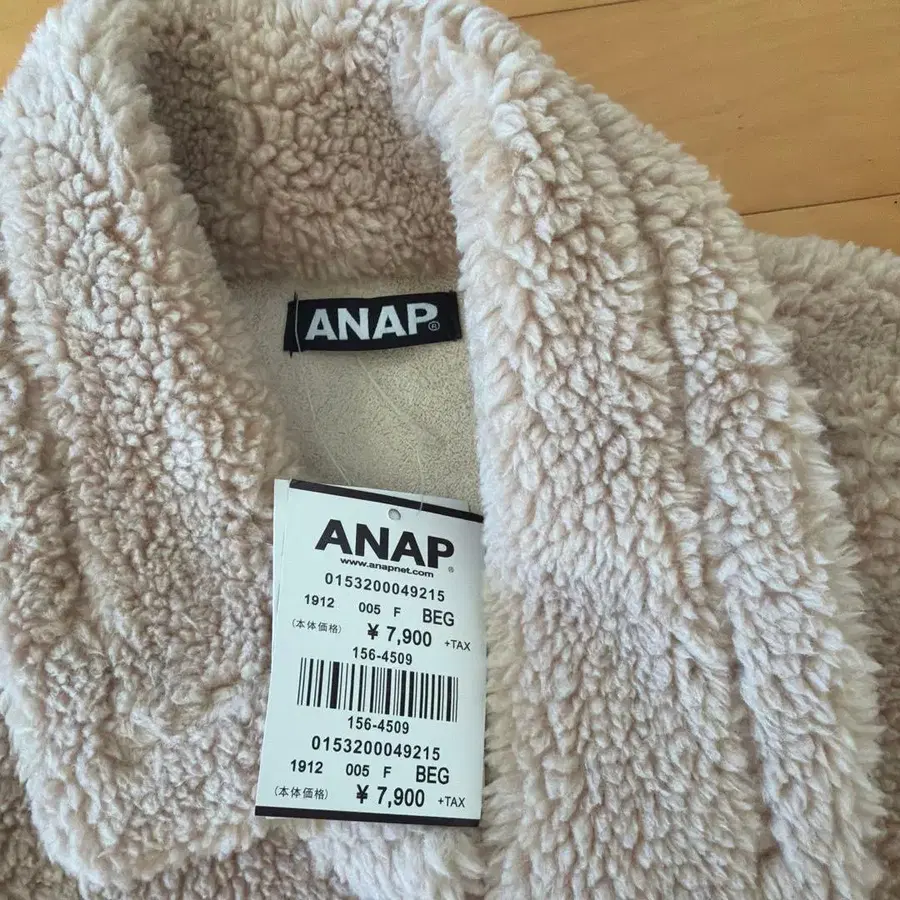 ANAP®
ANAP®
www.anapnet.com
0153200049215
1912 005 F BEG
(本体価格) ¥ 7,900 +TAX
156-4509
156-4509
0153200049215
1912 005 F BEG
(本体価格) ¥ 7,900 +TAX